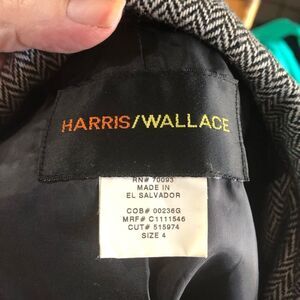 HARRIS/WALLACE
RN# 70093
MADE IN
EL SALVADOR
COB# 00236G
MRF# C1111546
CUT# 515974
SIZE 4